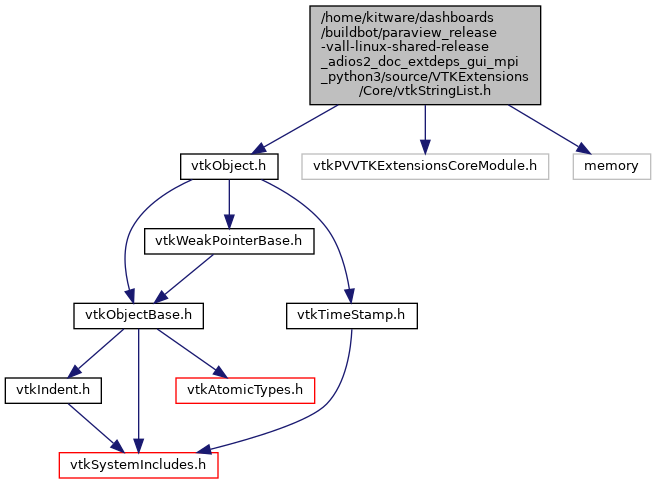 /home/kitware/dashboards
/buildbot/paraview_release
-vall-linux-shared-release
_adios2_doc_extdeps_gui_mpi
_python3/source/VTKExtensions
/Core/vtkStringList.h
vtkObject.h
vtkPVVTKExtensionsCoreModule.h
memory
vtkWeakPointerBase.h
vtkObjectBase.h
vtkTimeStamp.h
vtkIndent.h
vtkAtomicTypes.h
vtkSystemIncludes.h